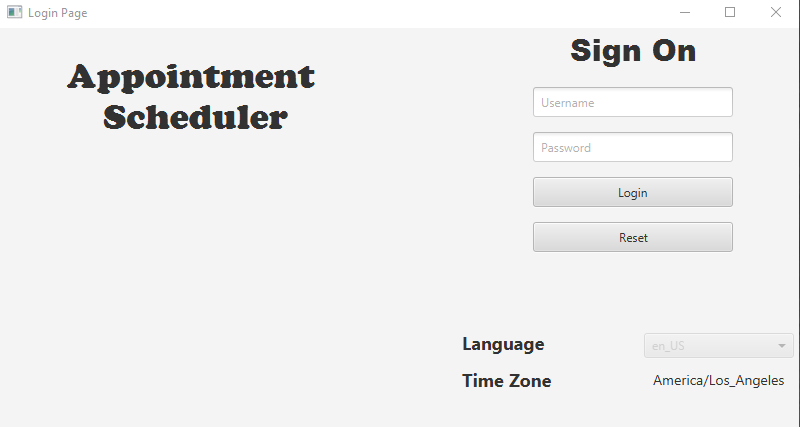 Login Page
Appointment
Scheduler
Sign On
Username
Password
Login
Reset
Language
en_US
Time Zone
America/Los_Angeles